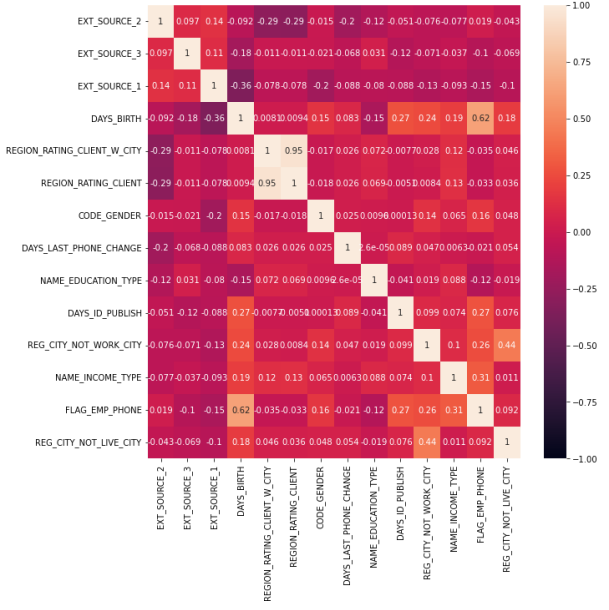 EXT_SOURCE_2 1 0.097 0.14 -0.092 -0.29 -0.29 -0.015 -0.2 -0.12 -0.051 -0.076 -0.077 0.019 -0.043
EXT_SOURCE_3 0.097 1 0.11 -0.18 -0.011 -0.011 -0.021 -0.068 0.031 -0.12 -0.071 -0.037 -0.1 -0.069
EXT_SOURCE_1 0.14 0.11 1 -0.36 -0.078 -0.078 -0.2 -0.088 -0.08 -0.088 -0.13 -0.093 -0.15 -0.1
DAYS_BIRTH -0.092 -0.18 -0.36 1 0.0081 0.0094 0.15 0.083 -0.15 0.27 0.24 0.19 0.62 0.18
REGION_RATING_CLIENT_W_CITY -0.29 -0.011 -0.078 0.0081 1 0.95 -0.017 0.026 0.072 -0.0077 0.028 0.12 -0.035 0.046
REGION_RATING_CLIENT -0.29 -0.011 -0.078 0.0094 0.95 1 -0.018 0.026 0.069 -0.0051 0.0084 0.13 -0.033 0.036
CODE_GENDER -0.015 -0.021 -0.2 0.15 -0.017 -0.018 1 0.025 0.0096 0.00013 0.14 0.065 0.16 0.048
DAYS_LAST_PHONE_CHANGE -0.2 -0.068 -0.088 0.083 0.026 0.026 0.025 1 2.6e-05 0.089 0.047 0.0063 -0.021 0.054
NAME_EDUCATION_TYPE -0.12 0.031 -0.08 -0.15 0.072 0.069 0.0096 2.6e-05 1 -0.041 0.019 0.088 -0.12 -0.019
DAYS_ID_PUBLISH -0.051 -0.12 -0.088 0.27 -0.0077 -0.0051 0.00013 0.089 -0.041 1 0.099 0.074 0.27 0.076
REG_CITY_NOT_WORK_CITY -0.076 -0.071 -0.13 0.24 0.028 0.0084 0.14 0.047 0.019 0.099 1 0.1 0.26 0.44
NAME_INCOME_TYPE -0.077 -0.037 -0.093 0.19 0.12 0.13 0.065 0.0063 0.088 0.074 0.1 1 0.31 0.011
FLAG_EMP_PHONE 0.019 -0.1 -0.15 0.62 -0.035 -0.033 0.16 -0.021 -0.12 0.27 0.26 0.31 1 0.092
REG_CITY_NOT_LIVE_CITY -0.043 -0.069 -0.1 0.18 0.046 0.036 0.048 0.054 -0.019 0.076 0.44 0.011 0.092 1
EXT_SOURCE_2
EXT_SOURCE_3
EXT_SOURCE_1
DAYS_BIRTH
REGION_RATING_CLIENT_W_CITY
REGION_RATING_CLIENT
CODE_GENDER
DAYS_LAST_PHONE_CHANGE
NAME_EDUCATION_TYPE
DAYS_ID_PUBLISH
REG_CITY_NOT_WORK_CITY
NAME_INCOME_TYPE
FLAG_EMP_PHONE
REG_CITY_NOT_LIVE_CITY
1.00
0.75
0.50
0.25
0.00
−0.25
−0.50
−0.75
−1.00